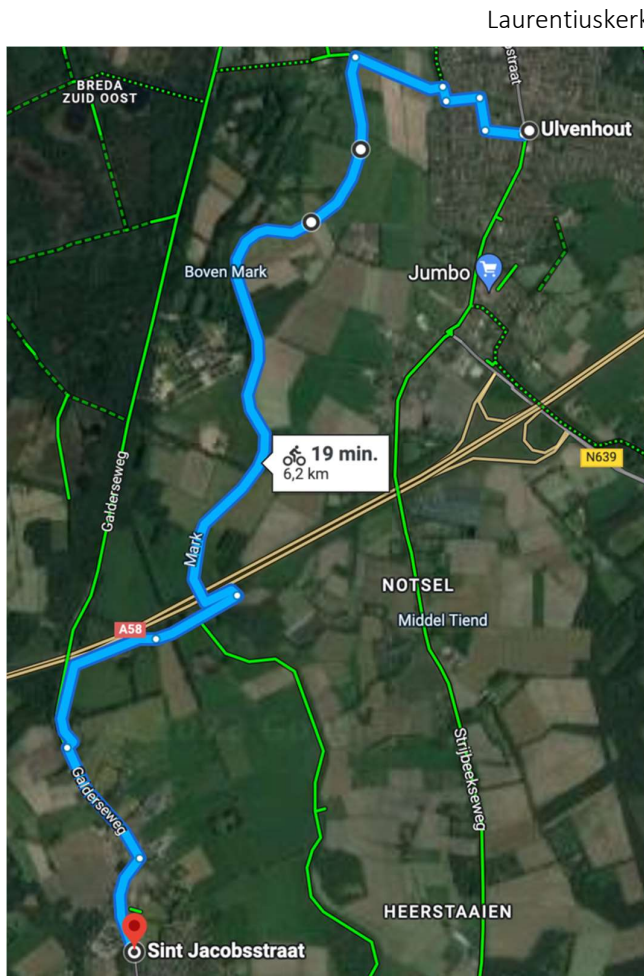 Laurentiuskerk
straat
BREDA
ZUID OOST
Ulvenhout
Boven Mark
Jumbo
19 min.
6,2 km
N639
Galderseweg
Mark
NOTSEL
A58
Middel Tiend
Strijbeekseweg
Galderseweg
HEERSTAAIEN
Sint Jacobsstraat